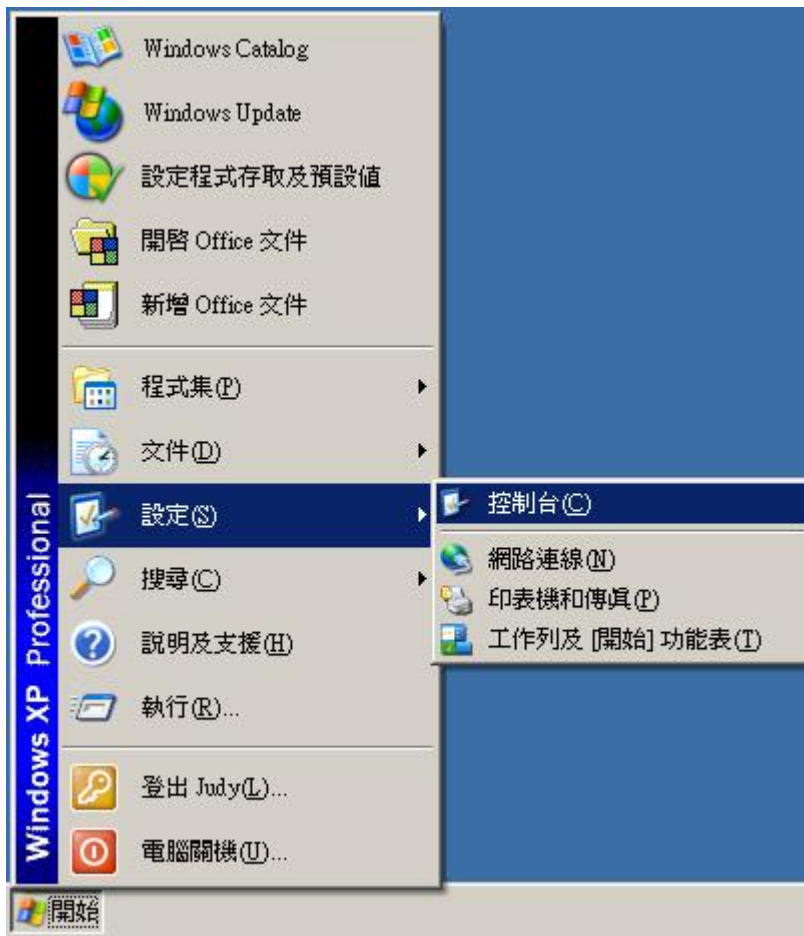 Windows Catalog
Windows Update
設定程式存取及預設值
開啓 Office 文件
新增 Office 文件
程式集(P)
文件(D)
設定(S)
搜尋(C)
說明及支援(H)
執行(R)...
登出 Judy(L)...
電腦關機(U)...
控制台(C)
網路連線(N)
印表機和傳眞(P)
工作列及 [開始] 功能表(T)
Windows XP Professional
開始